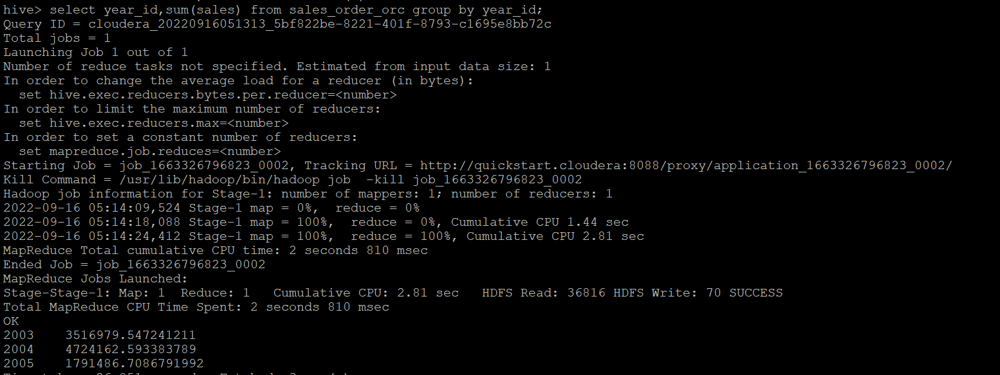 hive> select year_id,sum(sales) from sales_order_orc group by year_id;
Query ID = cloudera_20220916051313_5bf822be-8221-401f-8793-c1695e8bb72c
Total jobs = 1
Launching Job 1 out of 1
Number of reduce tasks not specified. Estimated from input data size: 1
In order to change the average load for a reducer (in bytes):
  set hive.exec.reducers.bytes.per.reducer=<number>
In order to limit the maximum number of reducers:
  set hive.exec.reducers.max=<number>
In order to set a constant number of reducers:
  set mapreduce.job.reduces=<number>
Starting Job = job_1663326796823_0002, Tracking URL = http://quickstart.cloudera:8088/proxy/application_1663326796823_0002/
Kill Command = /usr/lib/hadoop/bin/hadoop job  -kill job_1663326796823_0002
Hadoop job information for Stage-1: number of mappers: 1; number of reducers: 1
2022-09-16 05:14:09,524 Stage-1 map = 0%,  reduce = 0%
2022-09-16 05:14:18,088 Stage-1 map = 100%,  reduce = 0%, Cumulative CPU 1.44 sec
2022-09-16 05:14:24,412 Stage-1 map = 100%,  reduce = 100%, Cumulative CPU 2.81 sec
MapReduce Total cumulative CPU time: 2 seconds 810 msec
Ended Job = job_1663326796823_0002
MapReduce Jobs Launched:
Stage-Stage-1: Map: 1  Reduce: 1   Cumulative CPU: 2.81 sec   HDFS Read: 36816 HDFS Write: 70 SUCCESS
Total MapReduce CPU Time Spent: 2 seconds 810 msec
OK
2003    3516979.547241211
2004    4724162.593383789
2005    1791486.7086791992